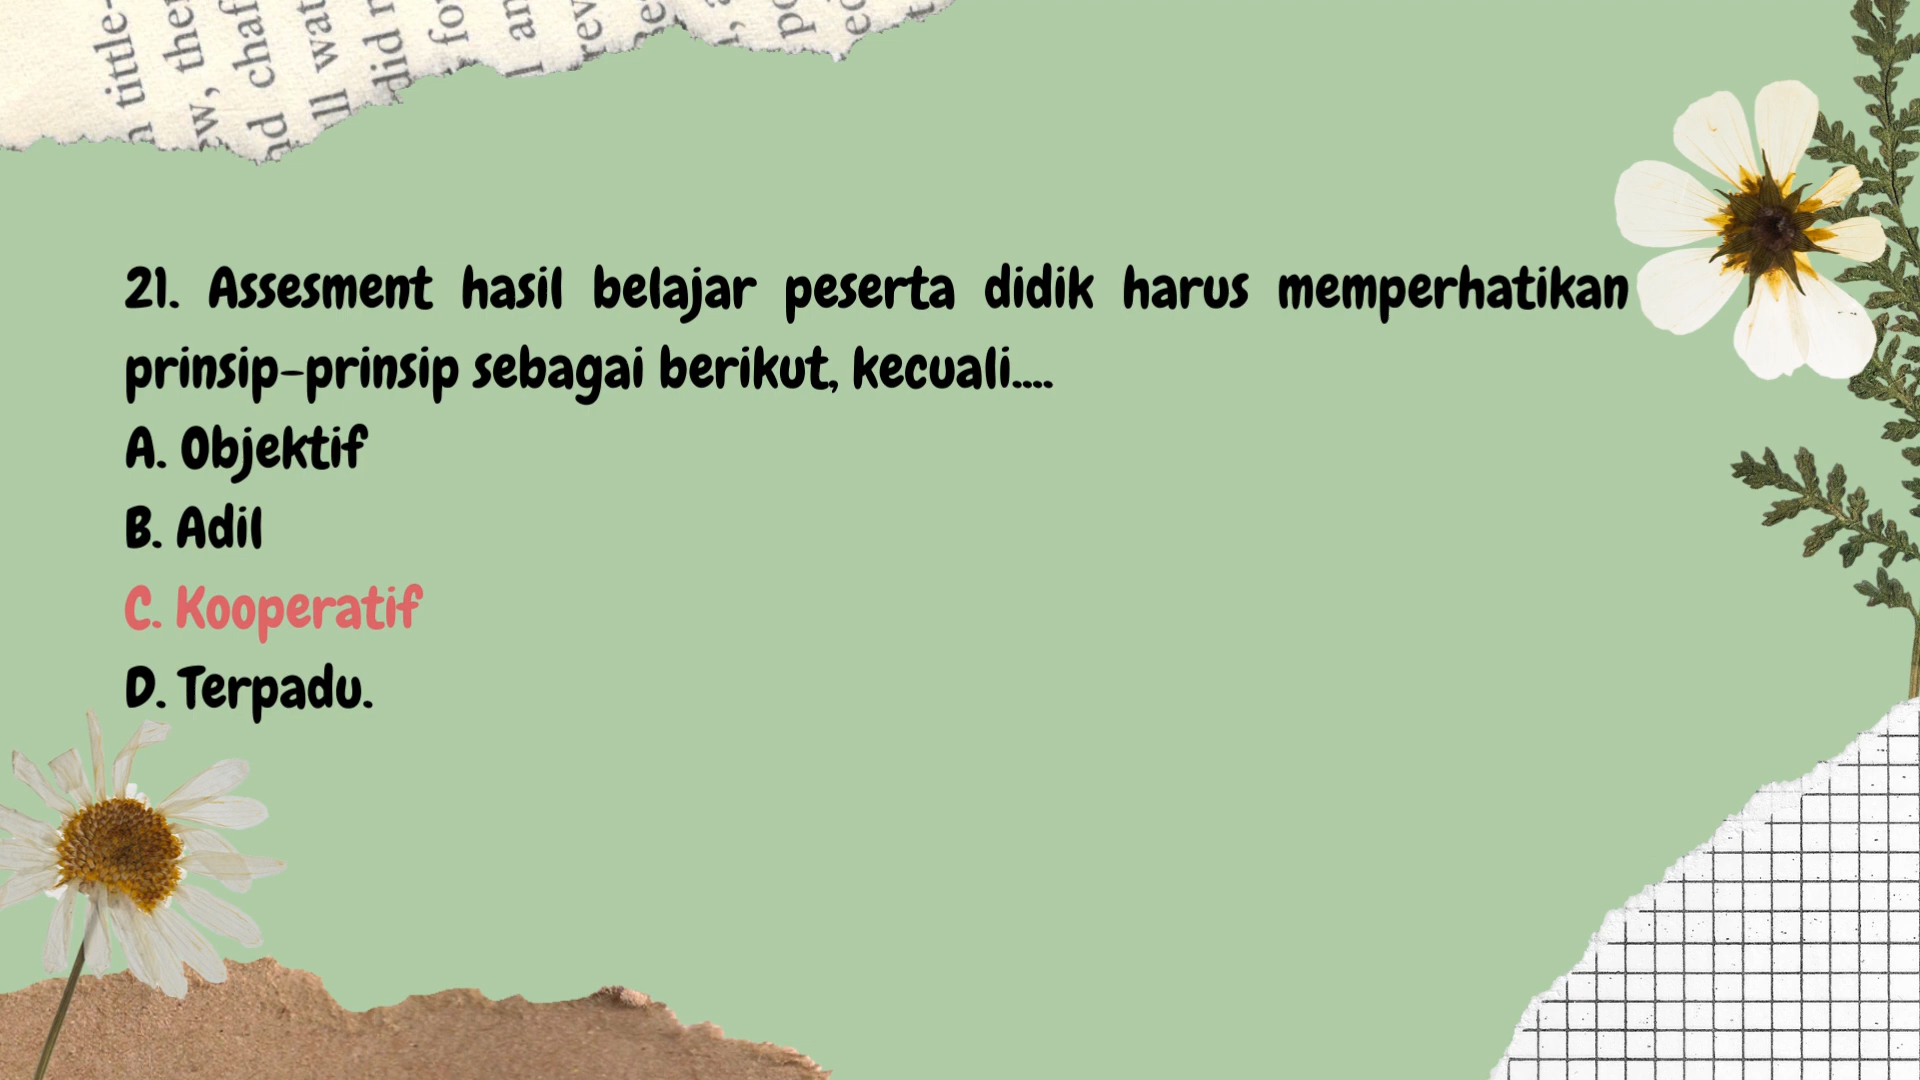 21. Assesment hasil belajar peserta didik harus memperhatikan
prinsip-prinsip sebagai berikut, kecuali....
A. Objektif
B. Adil
C. Kooperatif
D. Terpadu.